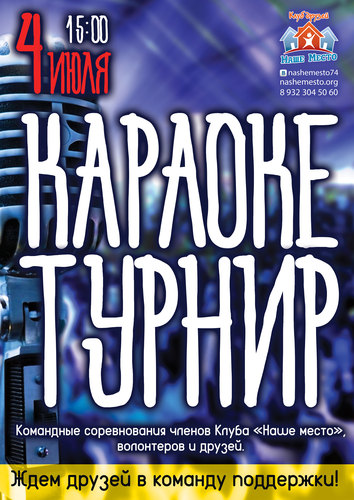 4 ИЮЛЯ
15:00
Клуб друзей
Наше Место
nashemesto74
nashemesto.org
8 932 304 50 60
КАРАОКЕ
ТУРНИР
Командные соревнования членов Клуба «Наше место»,
волонтеров и друзей.
Ждем друзей в команду поддержки!